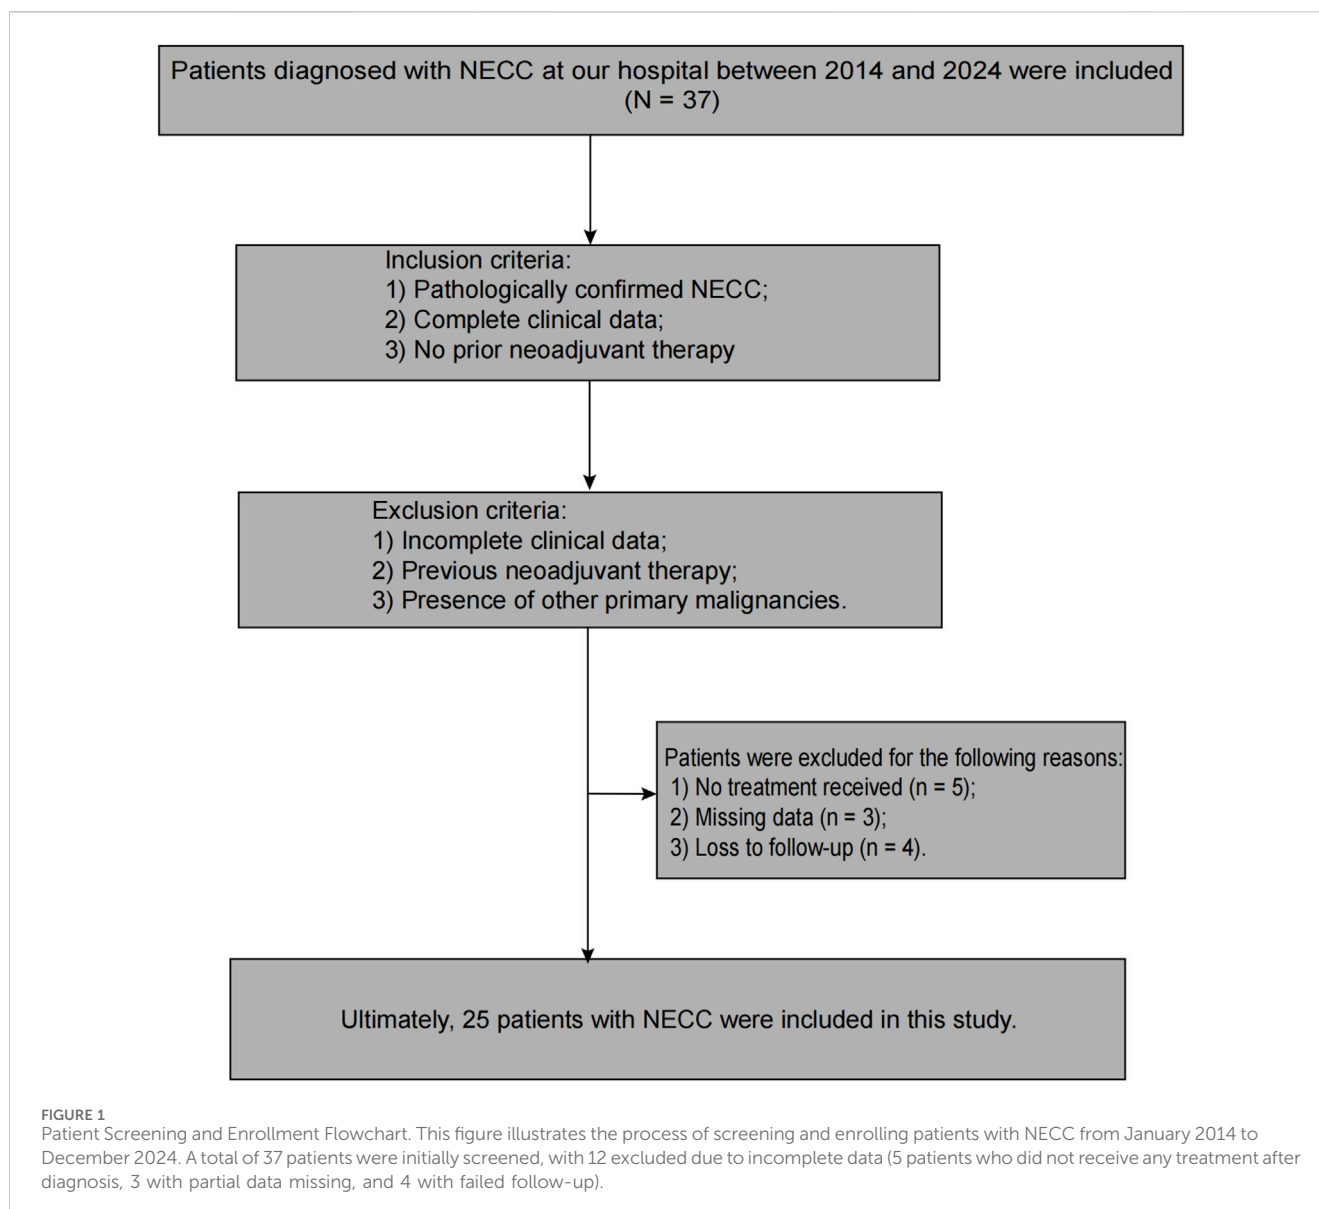 Patients diagnosed with NECC at our hospital between 2014 and 2024 were included
(N = 37)
Inclusion criteria:
1) Pathologically confirmed NECC;
2) Complete clinical data;
3) No prior neoadjuvant therapy
Exclusion criteria:
1) Incomplete clinical data;
2) Previous neoadjuvant therapy;
3) Presence of other primary malignancies.
Patients were excluded for the following reasons:
1) No treatment received (n = 5);
2) Missing data (n = 3);
3) Loss to follow-up (n = 4).
Ultimately, 25 patients with NECC were included in this study.
FIGURE 1
Patient Screening and Enrollment Flowchart. This figure illustrates the process of screening and enrolling patients with NECC from January 2014 to
December 2024. A total of 37 patients were initially screened, with 12 excluded due to incomplete data (5 patients who did not receive any treatment after
diagnosis, 3 with partial data missing, and 4 with failed follow-up).